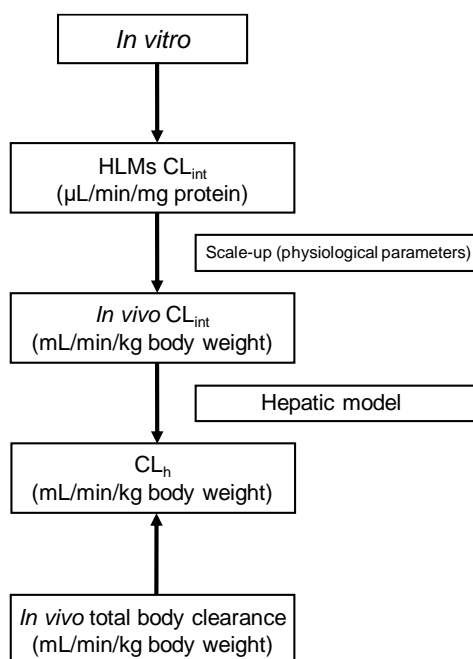 In vitro
HLMs CLint
(µL/min/mg protein)
Scale-up (physiological parameters)
In vivo CLint
(mL/min/kg body weight)
Hepatic model
CLh
(mL/min/kg body weight)
In vivo total body clearance
(mL/min/kg body weight)